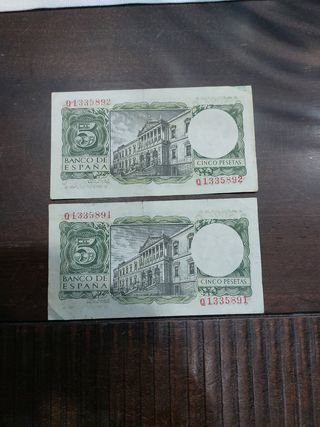 Q1335892
5
BANCO DE
ESPAÑA
CINCO PESETAS
Q1335892
Q1335891
5
BANCO DE
ESPAÑA
CINCO PESETAS
Q1335891